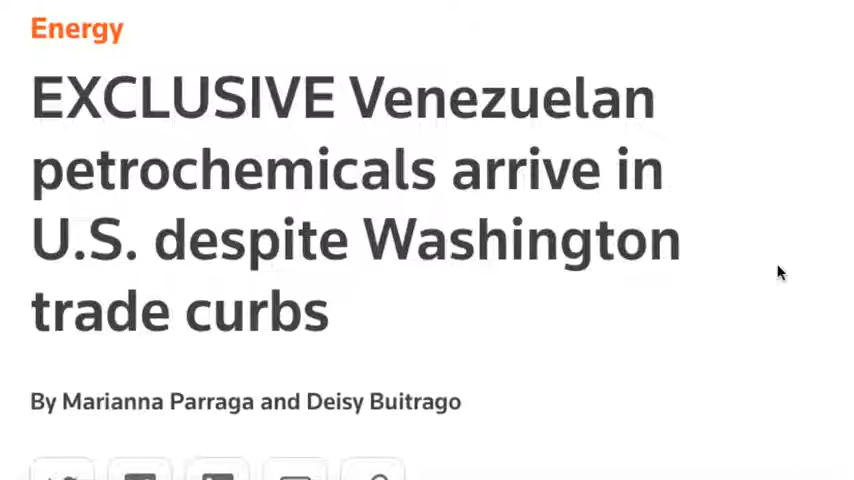 Energy
EXCLUSIVE Venezuelan
petrochemicals arrive in
U.S. despite Washington
trade curbs
By Marianna Parraga and Deisy Buitrago